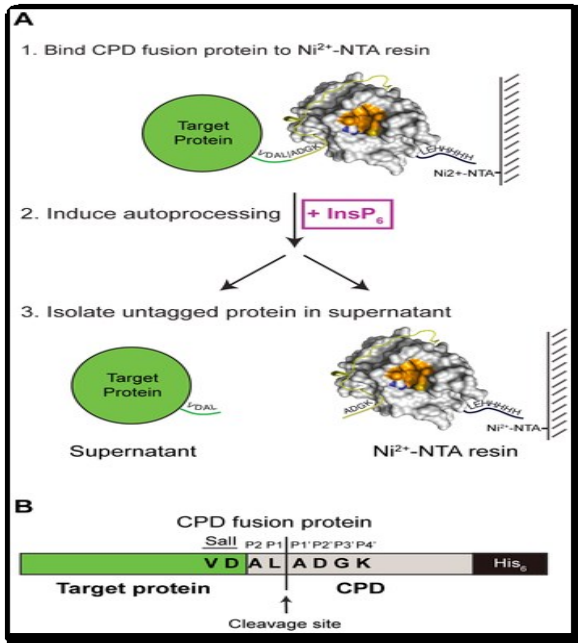 A
1. Bind CPD fusion protein to Ni²⁺-NTA resin
Target
Protein
VDAL|ADGK
LEHHHHH
Ni2+-NTA
2. Induce autoprocessing
+ InsP₆
3. Isolate untagged protein in supernatant
Target
Protein
VDAL
ADGK
LEHHHHH
Ni²⁺-NTA
Supernatant
Ni²⁺-NTA resin
B
CPD fusion protein
SalI P2 P1 P1' P2' P3' P4'
V D A L A D G K
His₆
Target protein
CPD
Cleavage site